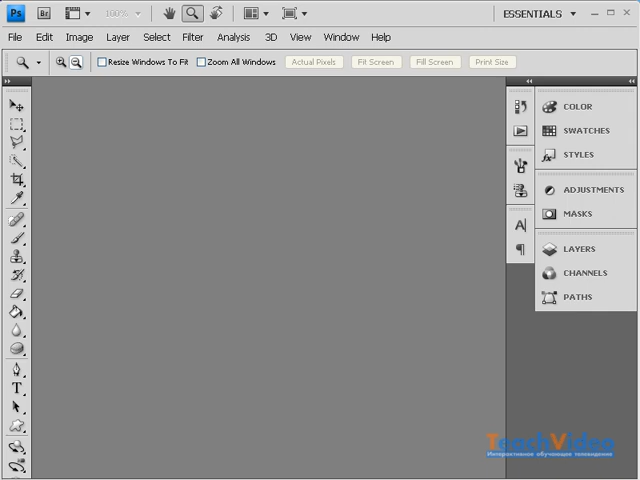 Ps Br 100% ESSENTIALS
File Edit Image Layer Select Filter Analysis 3D View Window Help
Resize Windows To Fit Zoom All Windows Actual Pixels Fit Screen Fill Screen Print Size
COLOR
SWATCHES
STYLES
ADJUSTMENTS
MASKS
LAYERS
CHANNELS
PATHS
TeachVideo
Интерактивное обучающее телевидение